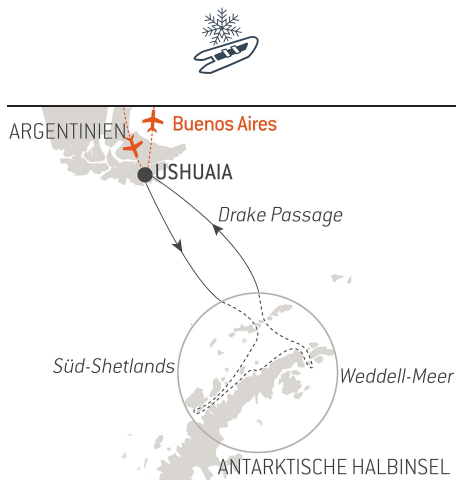 Buenos Aires
ARGENTINIEN
USHUAIA
Drake Passage
Süd-Shetlands
Weddell-Meer
ANTARKTISCHE HALBINSEL